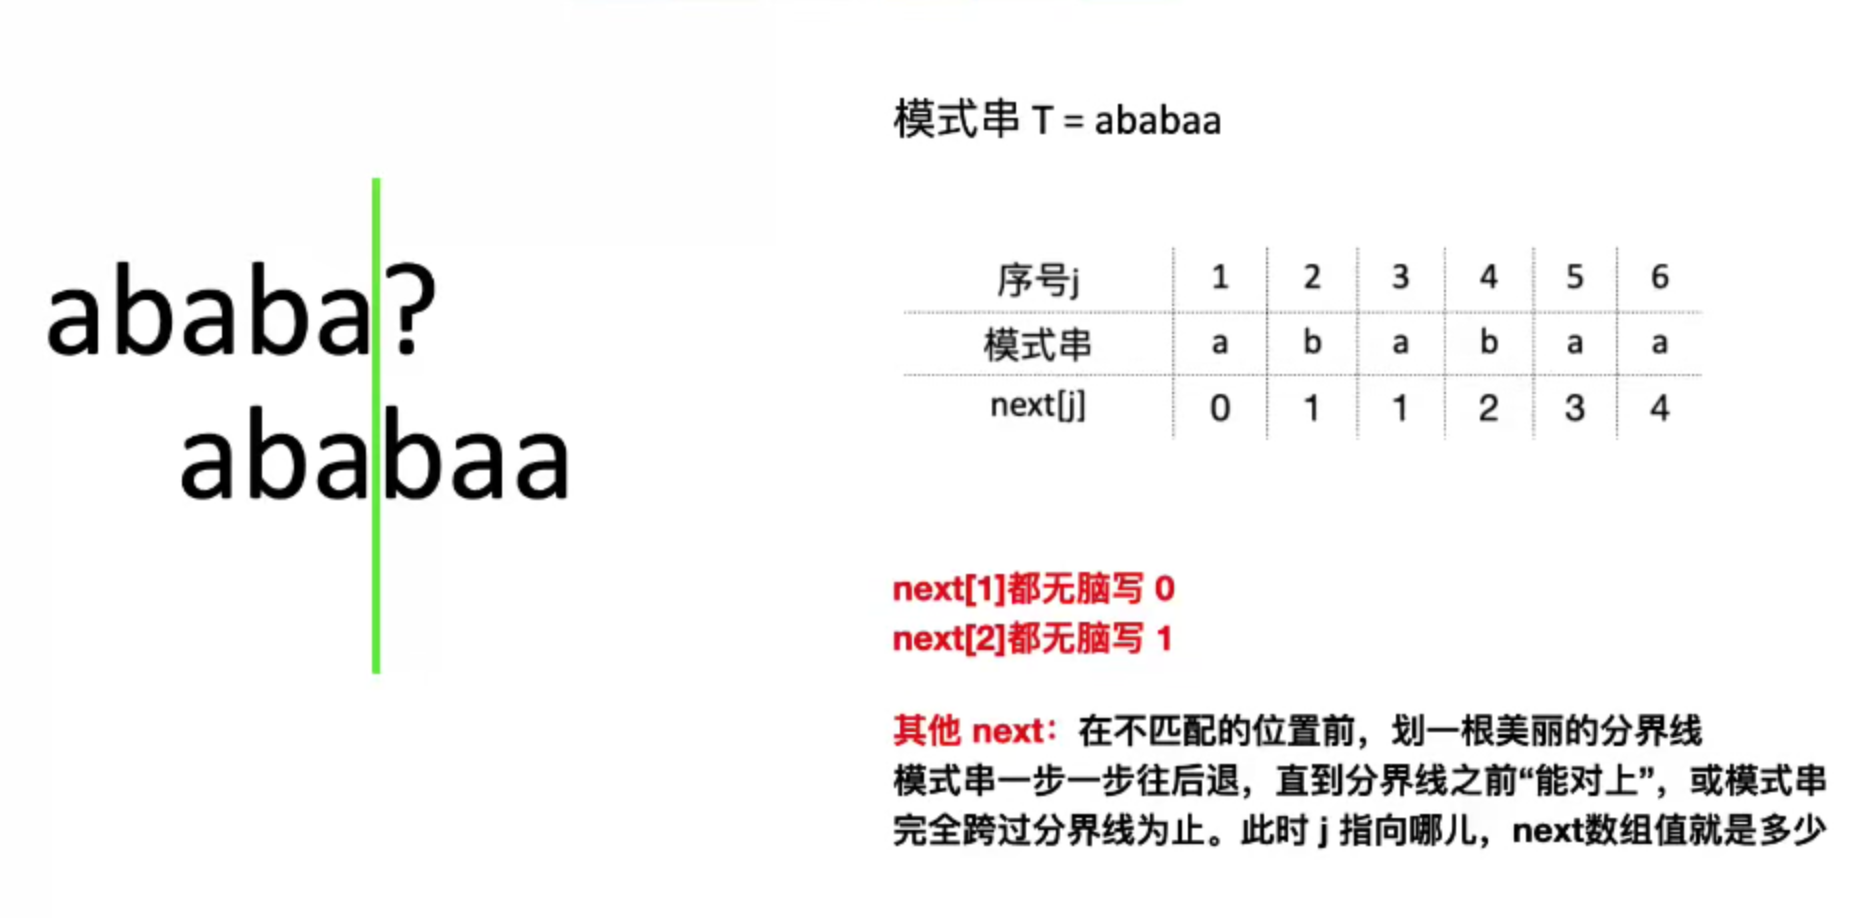 模式串 T = ababaa
ababa?
ababaa
序号j 1 2 3 4 5 6
模式串 a b a b a a
next[j] 0 1 1 2 3 4
next[1]都无脑写 0
next[2]都无脑写 1
其他 next：在不匹配的位置前，划一根美丽的分界线
模式串一步一步往后退，直到分界线之前“能对上”，或模式串
完全跨过分界线为止。此时 j 指向哪儿，next数组值就是多少